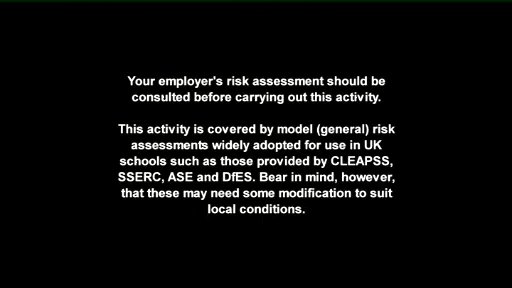 Your employer's risk assessment should be
consulted before carrying out this activity.
This activity is covered by model (general) risk
assessments widely adopted for use in UK
schools such as those provided by CLEAPSS,
SSERC, ASE and DfES. Bear in mind, however,
that these may need some modification to suit
local conditions.